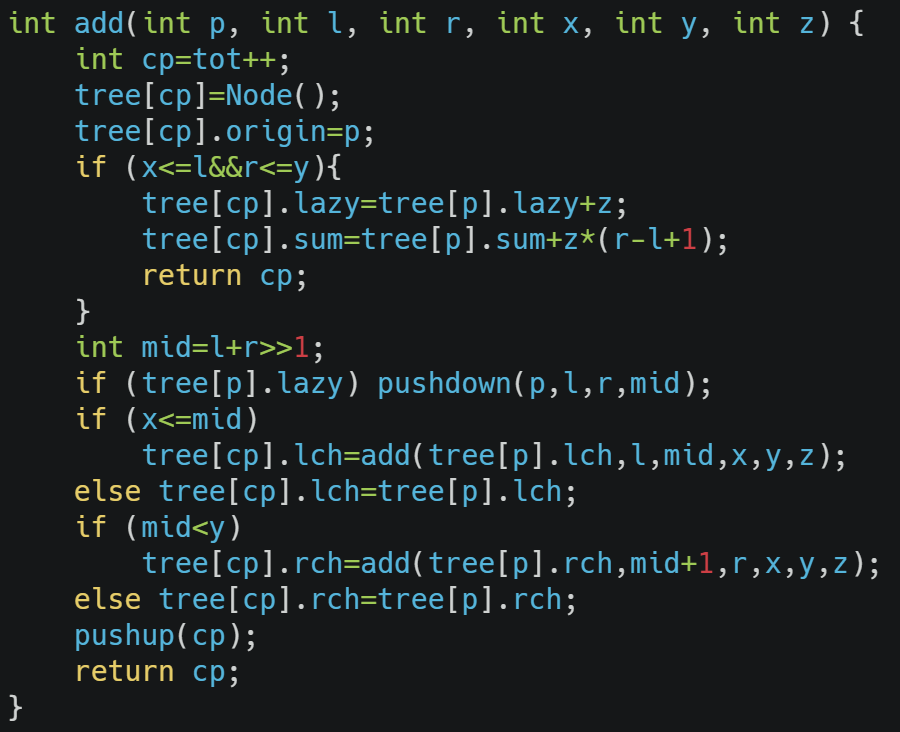 int add(int p, int l, int r, int x, int y, int z) {
    int cp=tot++;
    tree[cp]=Node();
    tree[cp].origin=p;
    if (x<=l&&r<=y){
        tree[cp].lazy=tree[p].lazy+z;
        tree[cp].sum=tree[p].sum+z*(r-l+1);
        return cp;
    }
    int mid=l+r>>1;
    if (tree[p].lazy) pushdown(p,l,r,mid);
    if (x<=mid)
        tree[cp].lch=add(tree[p].lch,l,mid,x,y,z);
    else tree[cp].lch=tree[p].lch;
    if (mid<y)
        tree[cp].rch=add(tree[p].rch,mid+1,r,x,y,z);
    else tree[cp].rch=tree[p].rch;
    pushup(cp);
    return cp;
}